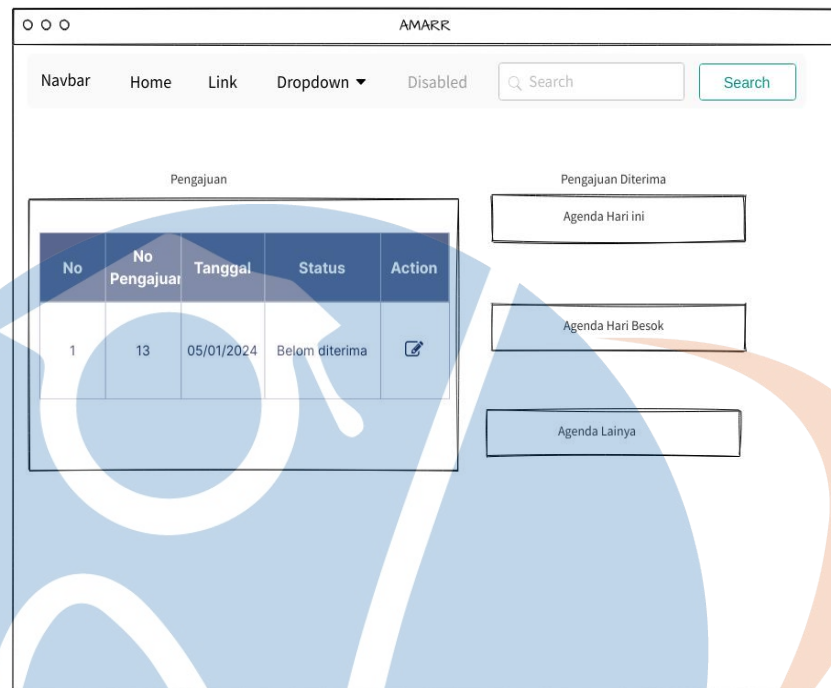 AMARR
Navbar Home Link Dropdown Disabled Search Search
Pengajuan
No No Pengajuan Tanggal Status Action
1 13 05/01/2024 Belom diterima
Pengajuan Diterima
Agenda Hari ini
Agenda Hari Besok
Agenda Lainya